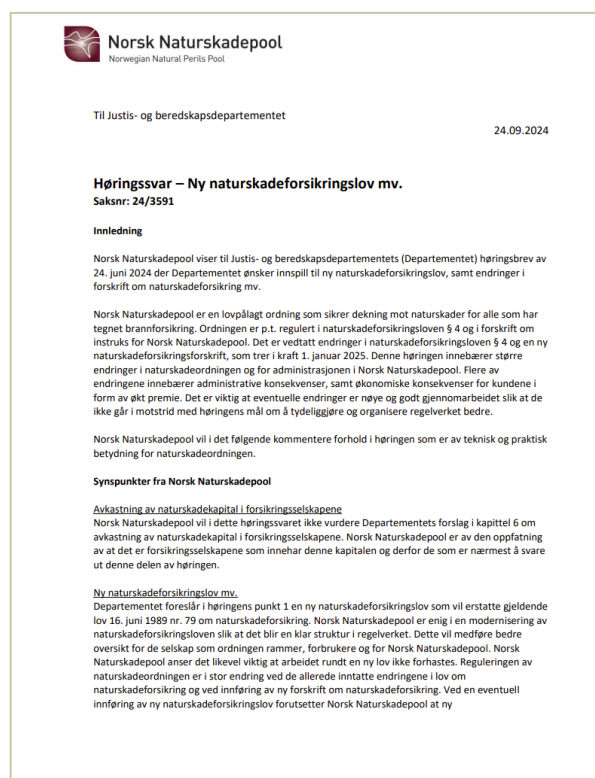 Norsk Naturskadepool
Norwegian Natural Perils Pool
Til Justis- og beredskapsdepartementet
24.09.2024
Høringssvar – Ny naturskadeforsikringslov mv.
Saksnr: 24/3591
Innledning
Norsk Naturskadepool viser til Justis- og beredskapsdepartementets (Departementet) høringsbrev av
24. juni 2024 der Departementet ønsker innspill til ny naturskadeforsikringslov, samt endringer i
forskrift om naturskadeforsikring mv.
Norsk Naturskadepool er en lovpålagt ordning som sikrer dekning mot naturskader for alle som har
tegnet brannforsikring. Ordningen er p.t. regulert i naturskadeforsikringsloven § 4 og i forskrift om
instruks for Norsk Naturskadepool. Det er vedtatt endringer i naturskadeforsikringsloven § 4 og en ny
naturskadeforsikringsforskrift, som trer i kraft 1. januar 2025. Denne høringen innebærer større
endringer i naturskadeordningen og for administrasjonen i Norsk Naturskadepool. Flere av
endringene innebærer administrative konsekvenser, samt økonomiske konsekvenser for kundene i
form av økt premie. Det er viktig at eventuelle endringer er nøye og godt gjennomarbeidet slik at de
ikke går i motstrid med høringens mål om å tydeliggjøre og organisere regelverket bedre.
Norsk Naturskadepool vil i det følgende kommentere forhold i høringen som er av teknisk og praktisk
betydning for naturskadeordningen.
Synspunkter fra Norsk Naturskadepool
Avkastning av naturskadekapital i forsikringsselskapene
Norsk Naturskadepool vil i dette høringssvaret ikke vurdere Departementets forslag i kapittel 6 om
avkastning av naturskadekapital i forsikringsselskapene. Norsk Naturskadepool er av den oppfatning
av at det er forsikringsselskapene som innehar denne kapitalen og derfor de som er nærmest å svare
ut denne delen av høringen.
Ny naturskadeforsikringslov mv.
Departementet foreslår i høringens punkt 1 en ny naturskadeforsikringslov som vil erstatte gjeldende
lov 16. juni 1989 nr. 79 om naturskadeforsikring. Norsk Naturskadepool er enig i en modernisering av
naturskadeforsikringsloven slik at det blir en klar struktur i regelverket. Dette vil medføre bedre
oversikt for de selskap som ordningen rammer, forbrukere og for Norsk Naturskadepool. Norsk
Naturskadepool anser det likevel viktig at arbeidet rundt en ny lov ikke forhastes. Reguleringen av
naturskadeordningen er i stor endring ved de allerede inntatte endringene i lov om
naturskadeforsikring og ved innføring av ny forskrift om naturskadeforsikring. Ved en eventuell
innføring av ny naturskadeforsikringslov forutsetter Norsk Naturskadepool at ny